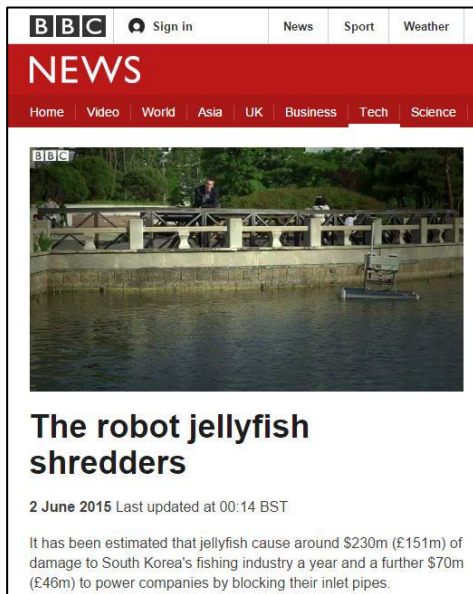 BBC Sign in News Sport Weather
NEWS
Home Video World Asia UK Business Tech Science
BBC
The robot jellyfish
shredders
2 June 2015 Last updated at 00:14 BST
It has been estimated that jellyfish cause around $230m (£151m) of
damage to South Korea's fishing industry a year and a further $70m
(£46m) to power companies by blocking their inlet pipes.